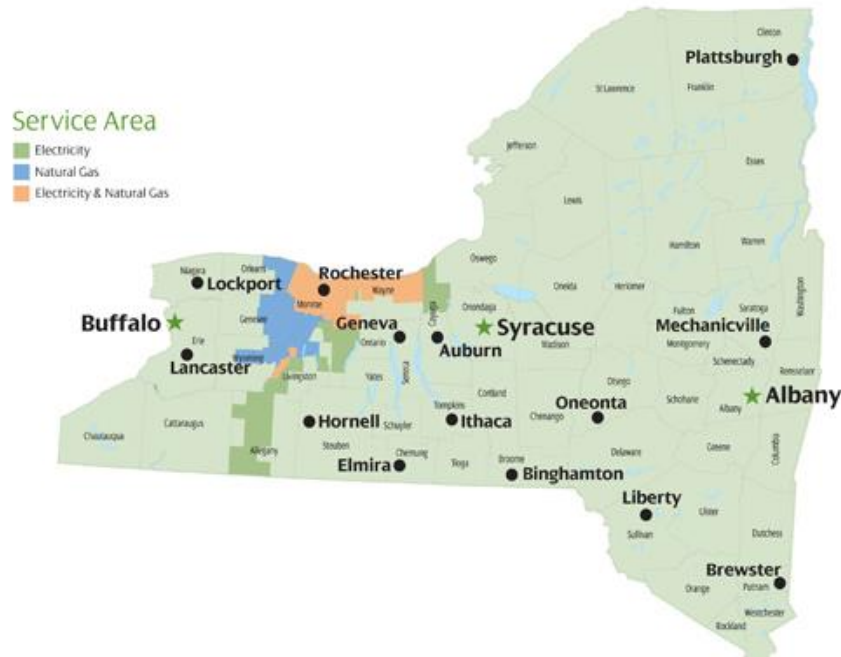 Clinton
Plattsburgh
St Lawrence
Franklin
Service Area
Electricity
Natural Gas
Electricity & Natural Gas
Jefferson
Essex
Lewis
Hamilton
Warren
Washington
Oswego
Oneida
Herkimer
Niagara
Orleans
Lockport
Rochester
Wayne
Monroe
Cayuga
Onondaga
Fulton
Saratoga
Buffalo
Genesee
Geneva
Ontario
Auburn
Syracuse
Madison
Mechanicville
Montgomery
Erie
Lancaster
Wyoming
Livingston
Yates
Seneca
Cortland
Otsego
Schenectady
Rensselaer
Tompkins
Chenango
Oneonta
Schoharie
Albany
Albany
Chautauqua
Cattaraugus
Allegany
Hornell
Steuben
Schuyler
Ithaca
Delaware
Greene
Columbia
Elmira
Chemung
Tioga
Broome
Binghamton
Liberty
Sullivan
Ulster
Dutchess
Brewster
Orange
Putnam
Westchester
Rockland